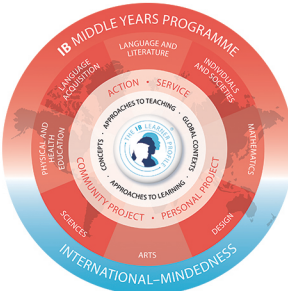 IB MIDDLE YEARS PROGRAMME
LANGUAGE AND
LITERATURE
LANGUAGE
ACQUISITION
INDIVIDUALS
AND SOCIETIES
PHYSICAL AND
HEALTH
EDUCATION
MATHEMATICS
SCIENCES
ARTS
DESIGN
ACTION • SERVICE
COMMUNITY PROJECT • PERSONAL PROJECT
APPROACHES TO TEACHING
CONCEPTS
GLOBAL CONTEXTS
APPROACHES TO LEARNING
THE IB LEARNER PROFILE
INTERNATIONAL–MINDEDNESS